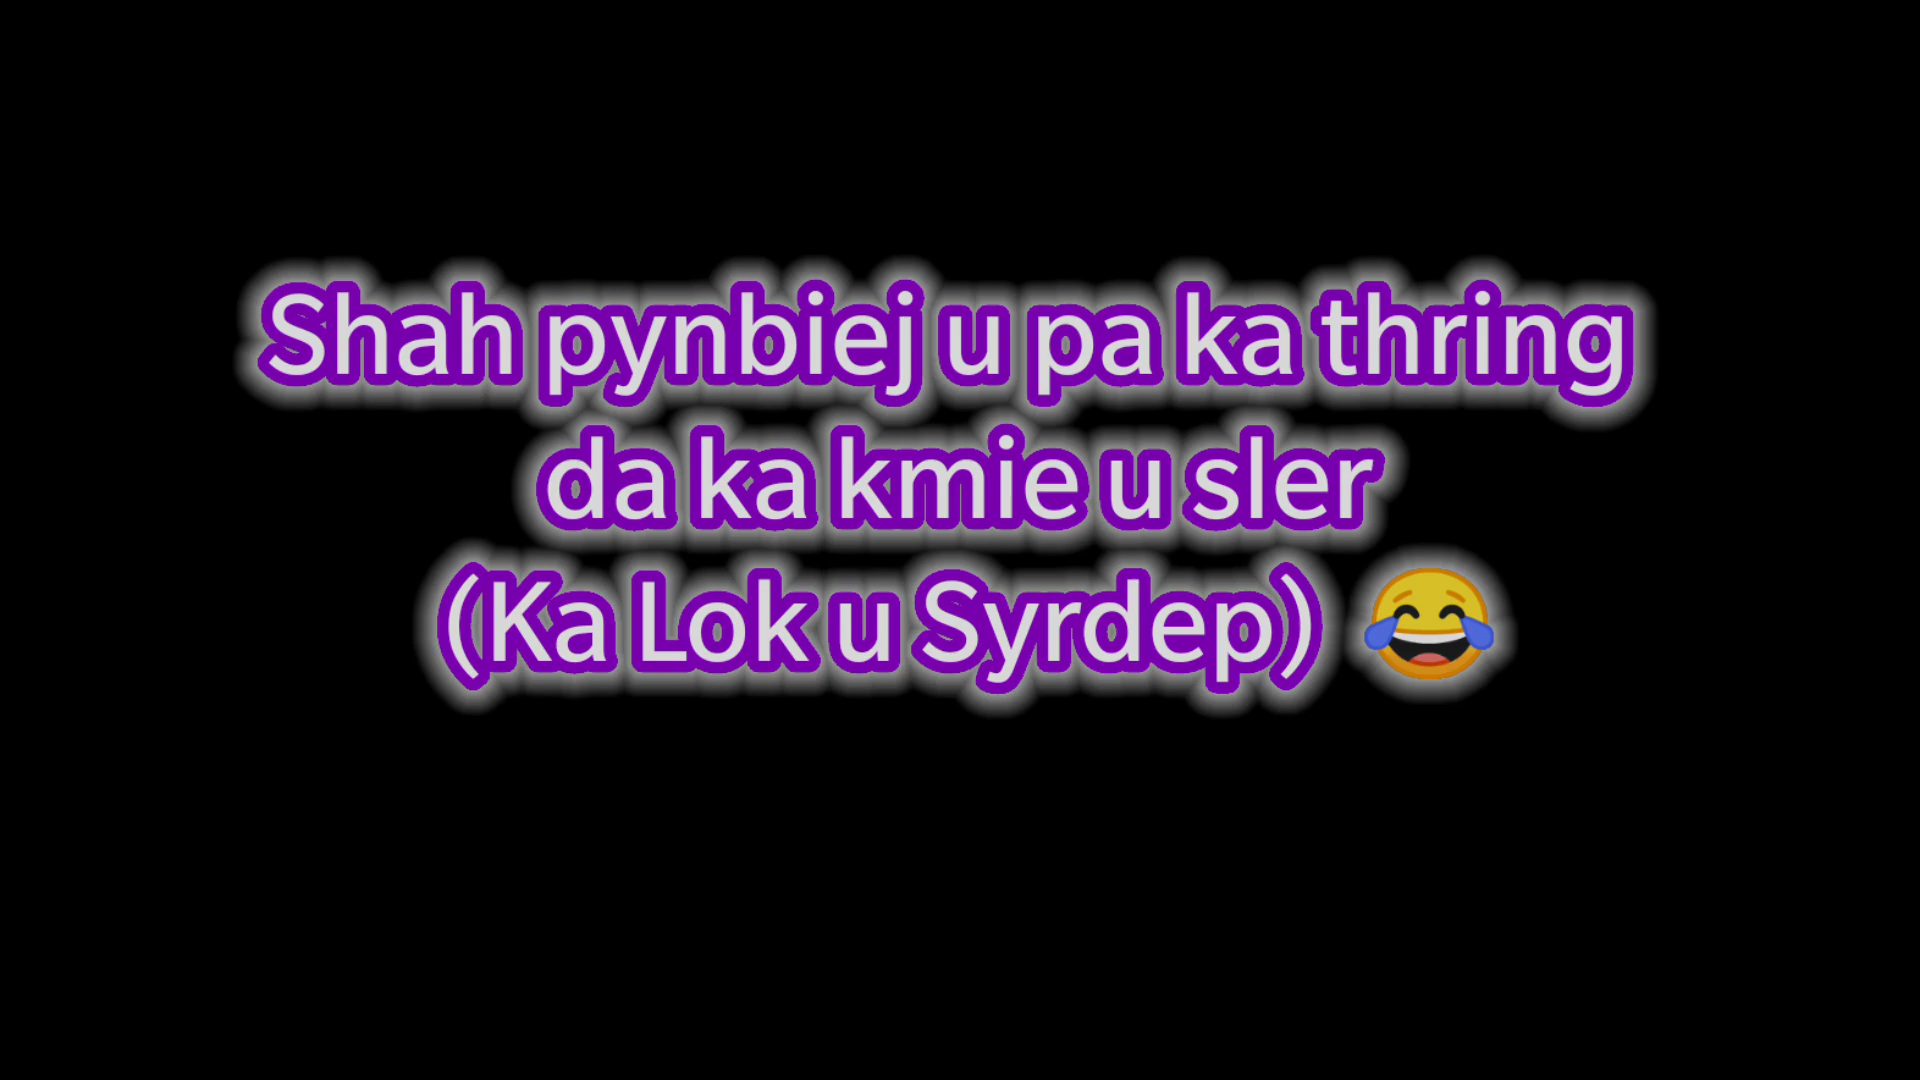 Shah pynbiej u pa ka thring
da ka kmie u sler
(Ka Lok u Syrdep) 😂